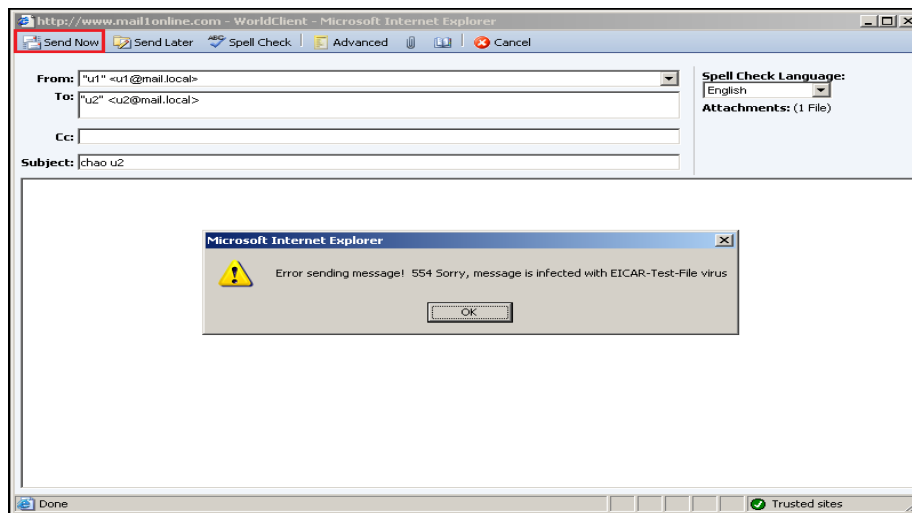 http://www.mail1online.com - WorldClient - Microsoft Internet Explorer
Send Now Send Later ABC Spell Check Advanced Cancel
From: "u1" <u1@mail.local>
Spell Check Language:
English
To: "u2" <u2@mail.local>
Attachments: (1 File)
Cc:
Subject: chao u2
Microsoft Internet Explorer
Error sending message! 554 Sorry, message is infected with EICAR-Test-File virus
OK
Done
Trusted sites